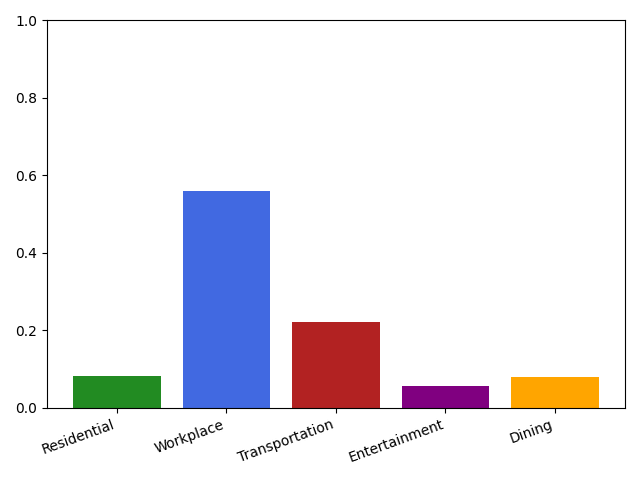 1.0
0.8
0.6
0.4
0.2
0.0
Residential
Workplace
Transportation
Entertainment
Dining